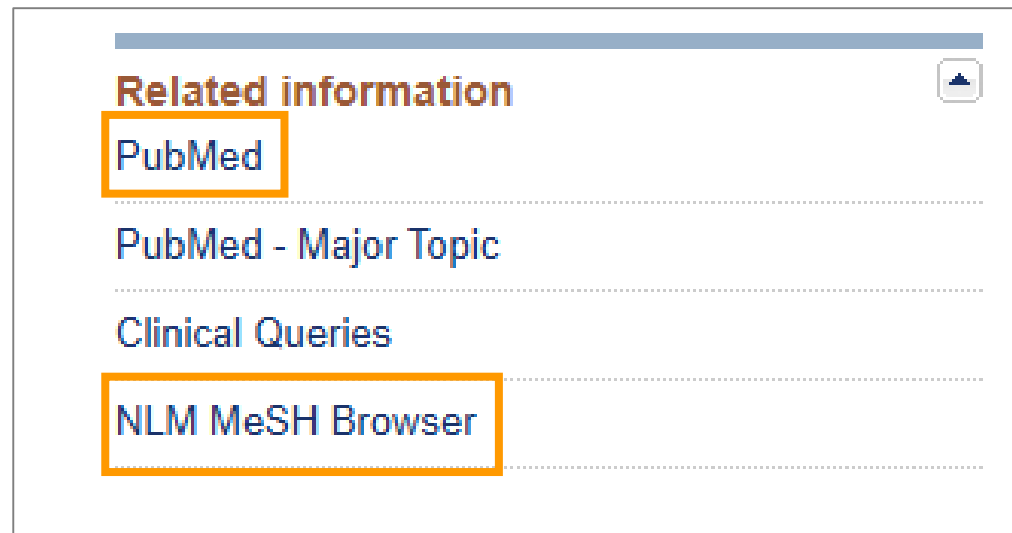 Related information
PubMed
PubMed - Major Topic
Clinical Queries
NLM MeSH Browser